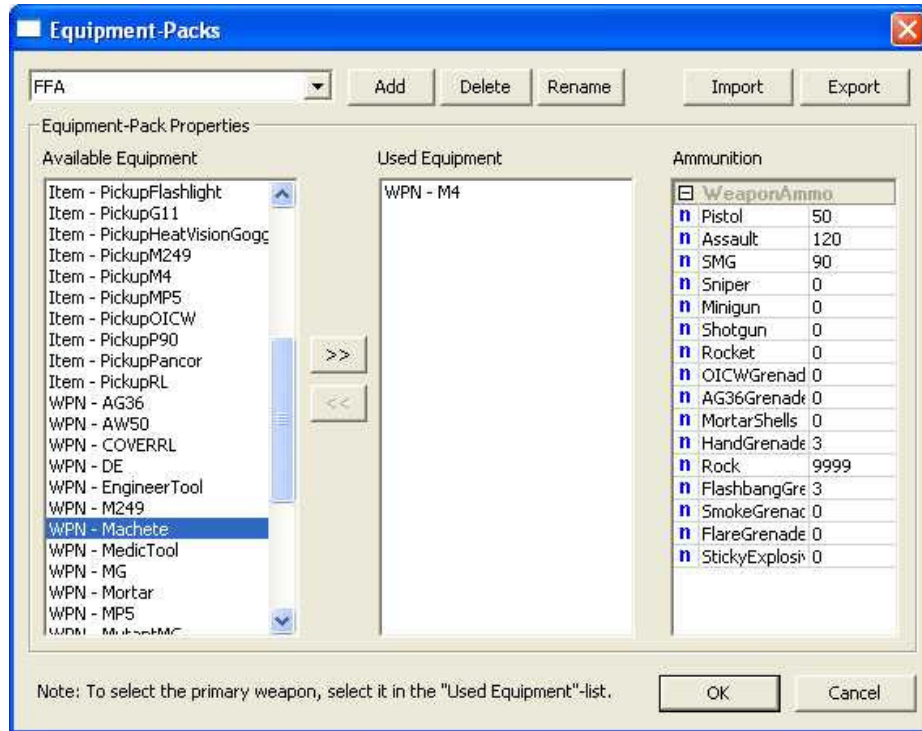 Equipment-Packs
FFA
Add
Delete
Rename
Import
Export
Equipment-Pack Properties
Available Equipment
Item - PickupFlashlight
Item - PickupG11
Item - PickupHeatVisionGogg
Item - PickupM249
Item - PickupM4
Item - PickupMP5
Item - PickupOICW
Item - PickupP90
Item - PickupPancor
Item - PickupRL
WPN - AG36
WPN - AW50
WPN - COVERRL
WPN - DE
WPN - EngineerTool
WPN - M249
WPN - Machete
WPN - MedicTool
WPN - MG
WPN - Mortar
WPN - MP5
WPN - MutantMG
>>
<<
Used Equipment
WPN - M4
Ammunition
WeaponAmmo
n Pistol 50
n Assault 120
n SMG 90
n Sniper 0
n Minigun 0
n Shotgun 0
n Rocket 0
n OICWGrenad 0
n AG36Grenade 0
n MortarShells 0
n HandGrenade 3
n Rock 9999
n FlashbangGre 3
n SmokeGrenac 0
n FlareGrenade 0
n StickyExplosi 0
Note: To select the primary weapon, select it in the "Used Equipment"-list.
OK
Cancel